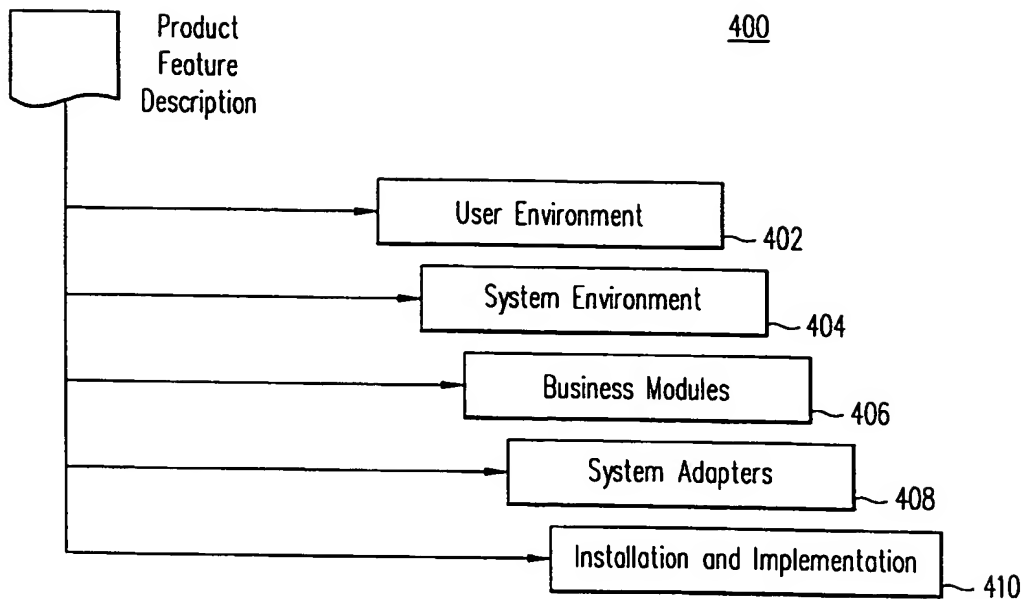 Product
Feature
Description
400
User Environment
402
System Environment
404
Business Modules
406
System Adapters
408
Installation and Implementation
410